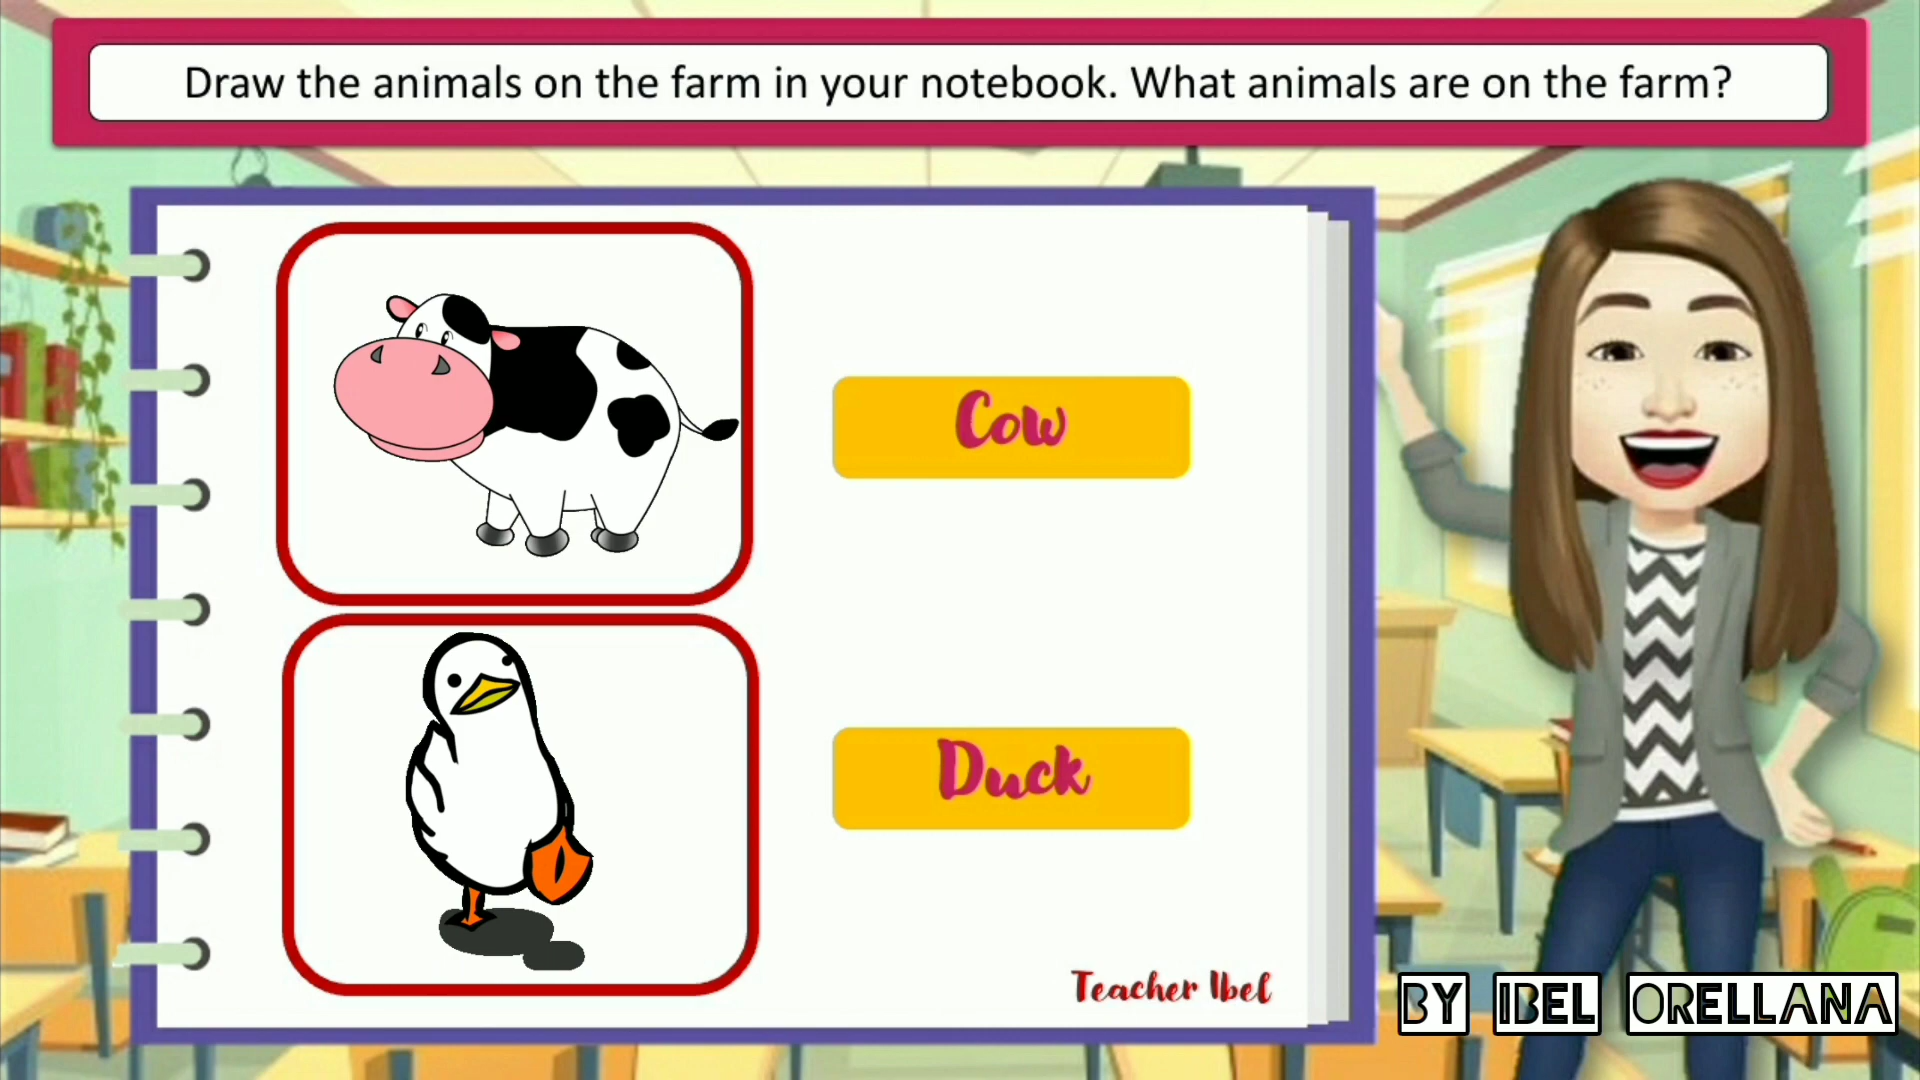 Draw the animals on the farm in your notebook. What animals are on the farm?
Cow
Duck
Teacher Ibel
BY IBEL ORELLANA